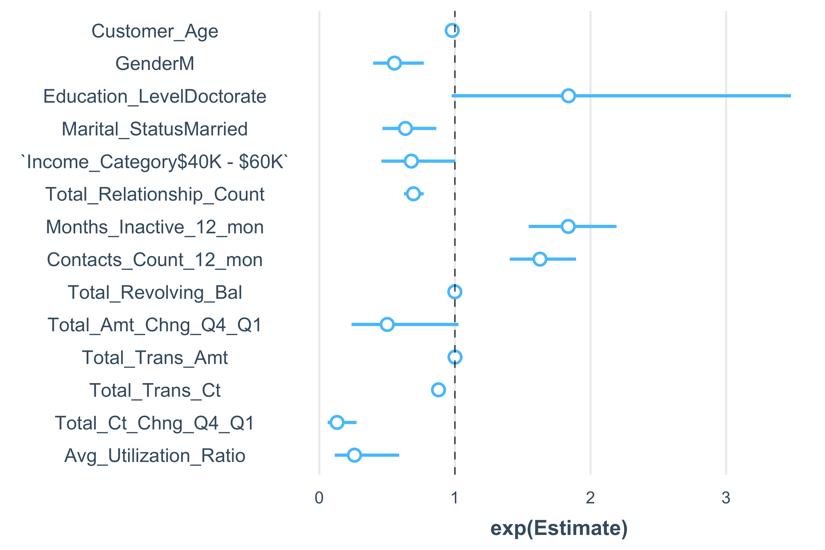 Customer_Age
GenderM
Education_LevelDoctorate
Marital_StatusMarried
`Income_Category$40K - $60K`
Total_Relationship_Count
Months_Inactive_12_mon
Contacts_Count_12_mon
Total_Revolving_Bal
Total_Amt_Chng_Q4_Q1
Total_Trans_Amt
Total_Trans_Ct
Total_Ct_Chng_Q4_Q1
Avg_Utilization_Ratio
0 1 2 3
exp(Estimate)